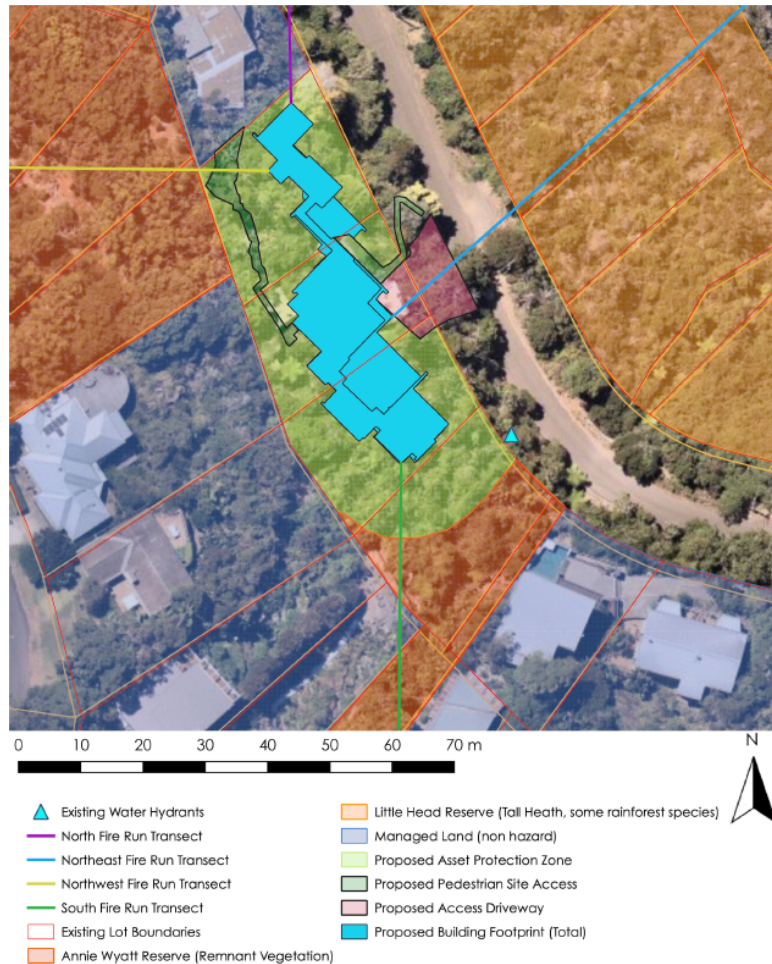 0 10 20 30 40 50 60 70 m
N
Existing Water Hydrants
North Fire Run Transect
Northeast Fire Run Transect
Northwest Fire Run Transect
South Fire Run Transect
Existing Lot Boundaries
Annie Wyatt Reserve (Remnant Vegetation)
Little Head Reserve (Tall Heath, some rainforest species)
Managed Land (non hazard)
Proposed Asset Protection Zone
Proposed Pedestrian Site Access
Proposed Access Driveway
Proposed Building Footprint (Total)